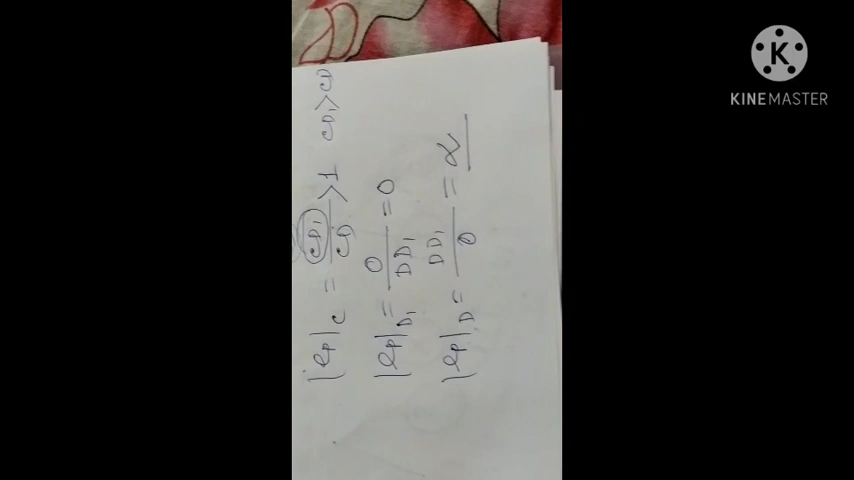 KINEMASTER
|ep|c = CD₁/CD > 1 CD₁ > CD
|ep|D₁ = 0/DD₁ = 0
|ep|D = DD₁/0 = α